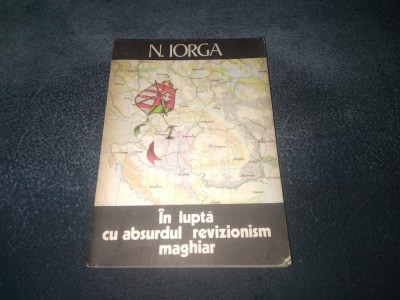 N. IORGA
În luptă
cu absurdul revizionism
maghiar